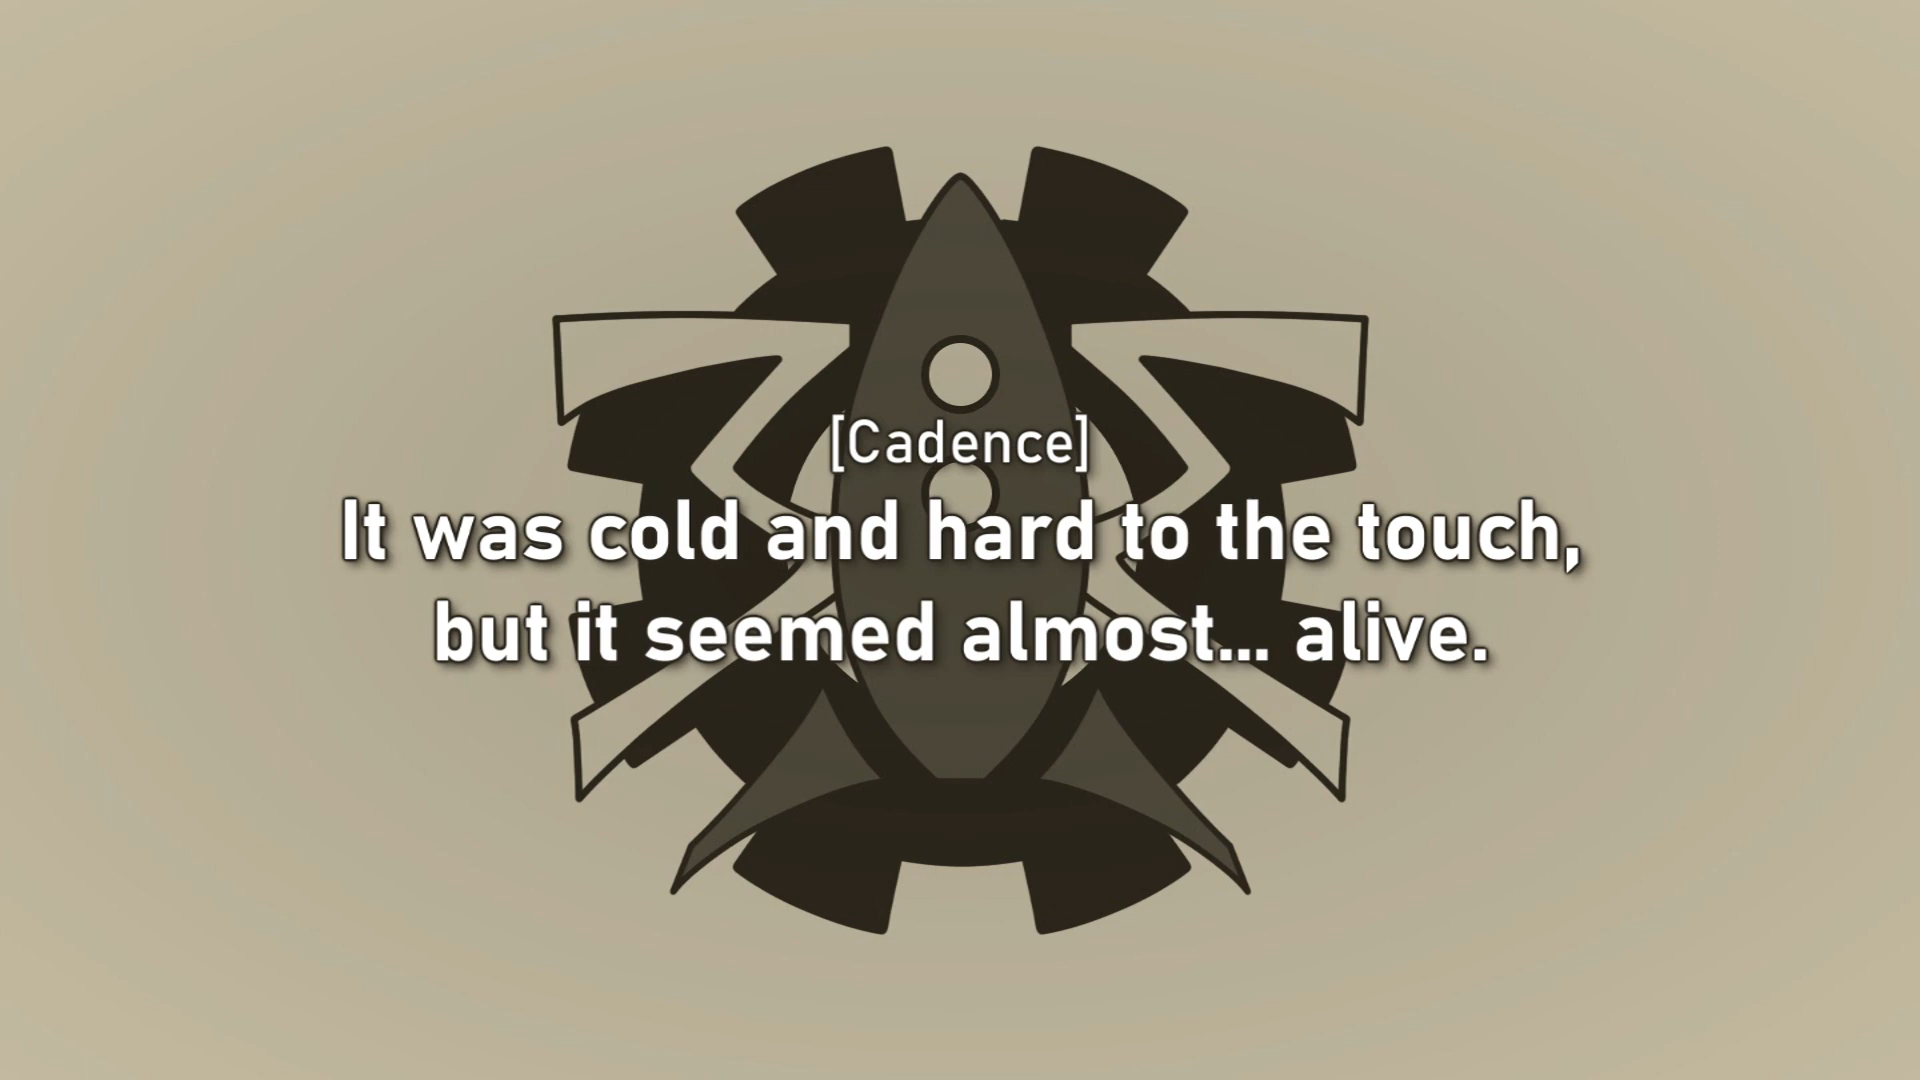 [Cadence]
It was cold and hard to the touch,
but it seemed almost... alive.